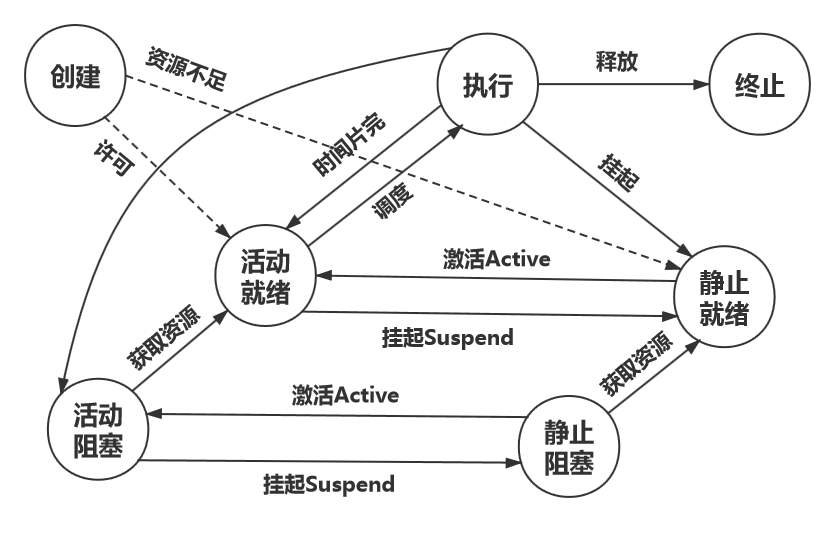 创建
资源不足
执行
释放
终止
许可
时间片完
调度
挂起
活动
就绪
激活Active
静止
就绪
挂起Suspend
获取资源
获取资源
活动
阻塞
激活Active
静止
阻塞
挂起Suspend